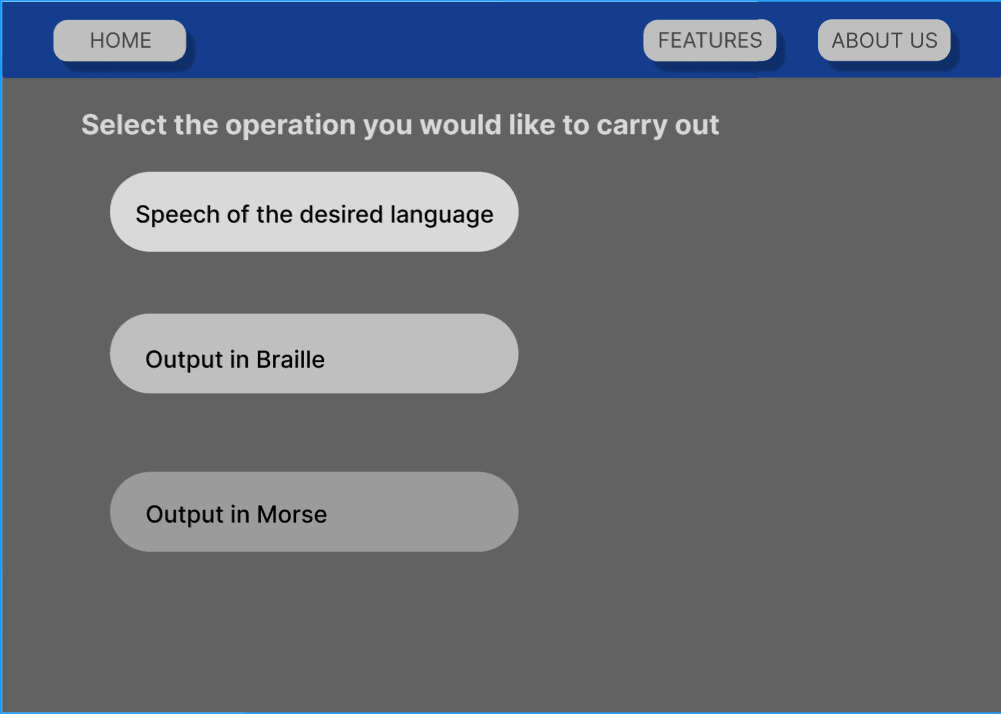 HOME
FEATURES
ABOUT US
Select the operation you would like to carry out
Speech of the desired language
Output in Braille
Output in Morse